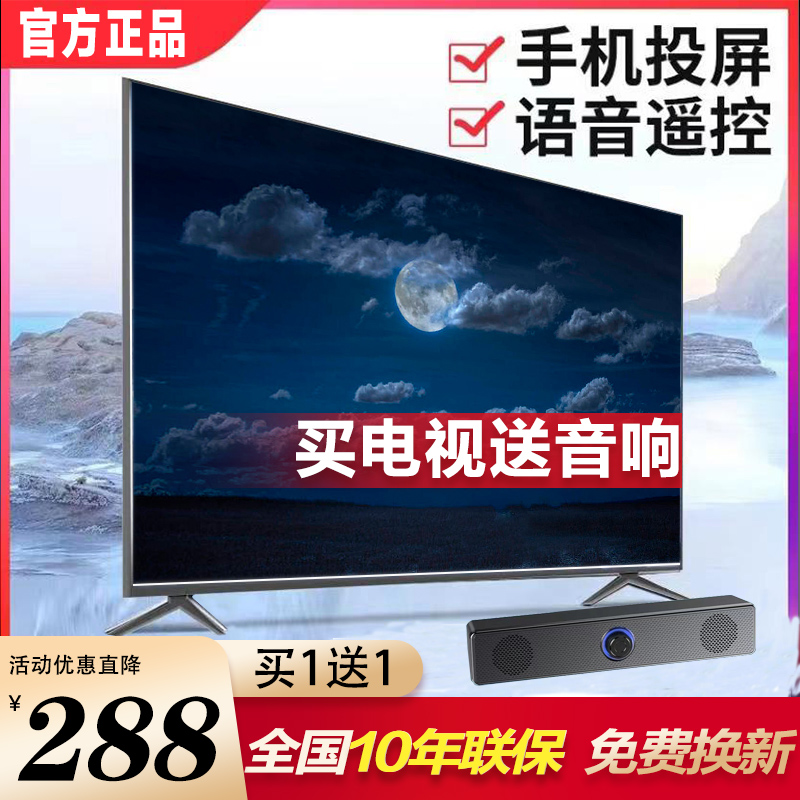 官方正品
手机投屏
语音遥控
买电视送音响
活动优惠直降
买1送1
¥288
全国10年联保 免费换新